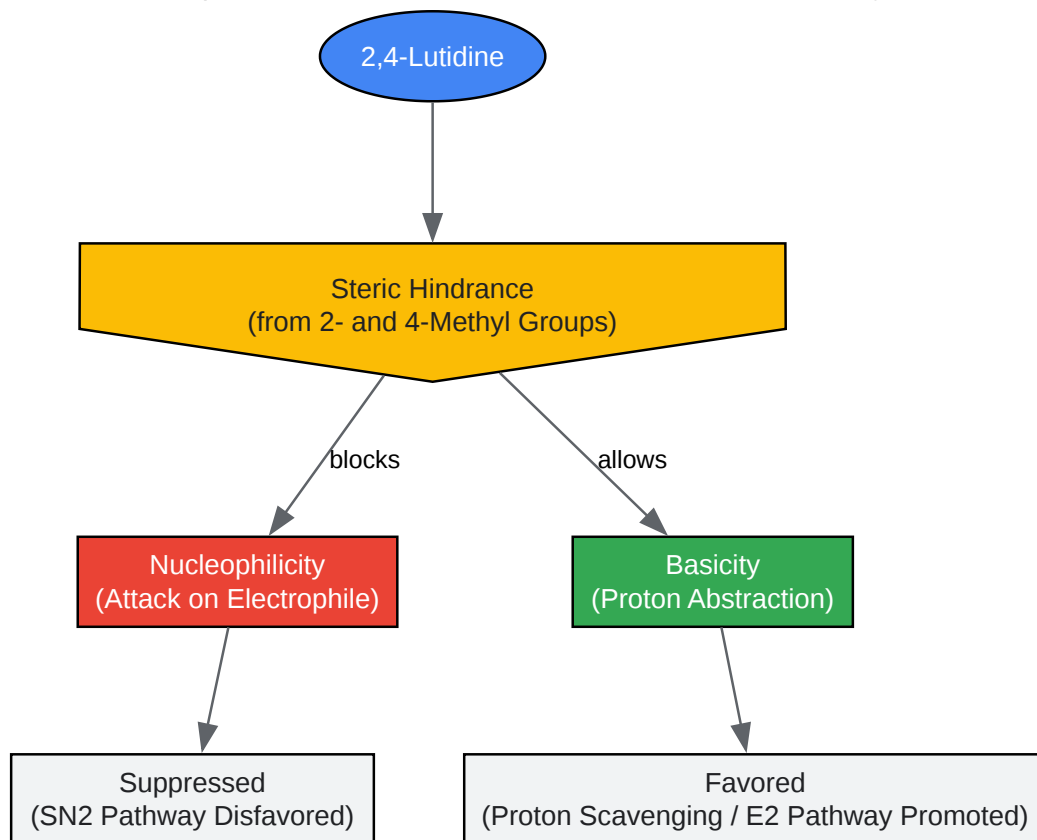 2,4-Lutidine
Steric Hindrance
(from 2- and 4-Methyl Groups)
blocks
allows
Nucleophilicity
(Attack on Electrophile)
Basicity
(Proton Abstraction)
Suppressed
(SN2 Pathway Disfavored)
Favored
(Proton Scavenging / E2 Pathway Promoted)